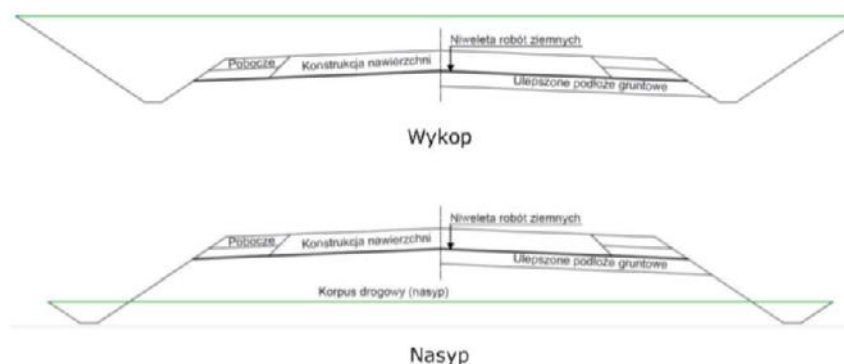 Niweleta robót ziemnych
Pobocze
Konstrukcja nawierzchni
Ulepszone podłoże gruntowe
Wykop
Niweleta robót ziemnych
Pobocze
Konstrukcja nawierzchni
Ulepszone podłoże gruntowe
Korpus drogowy (nasyp)
Nasyp